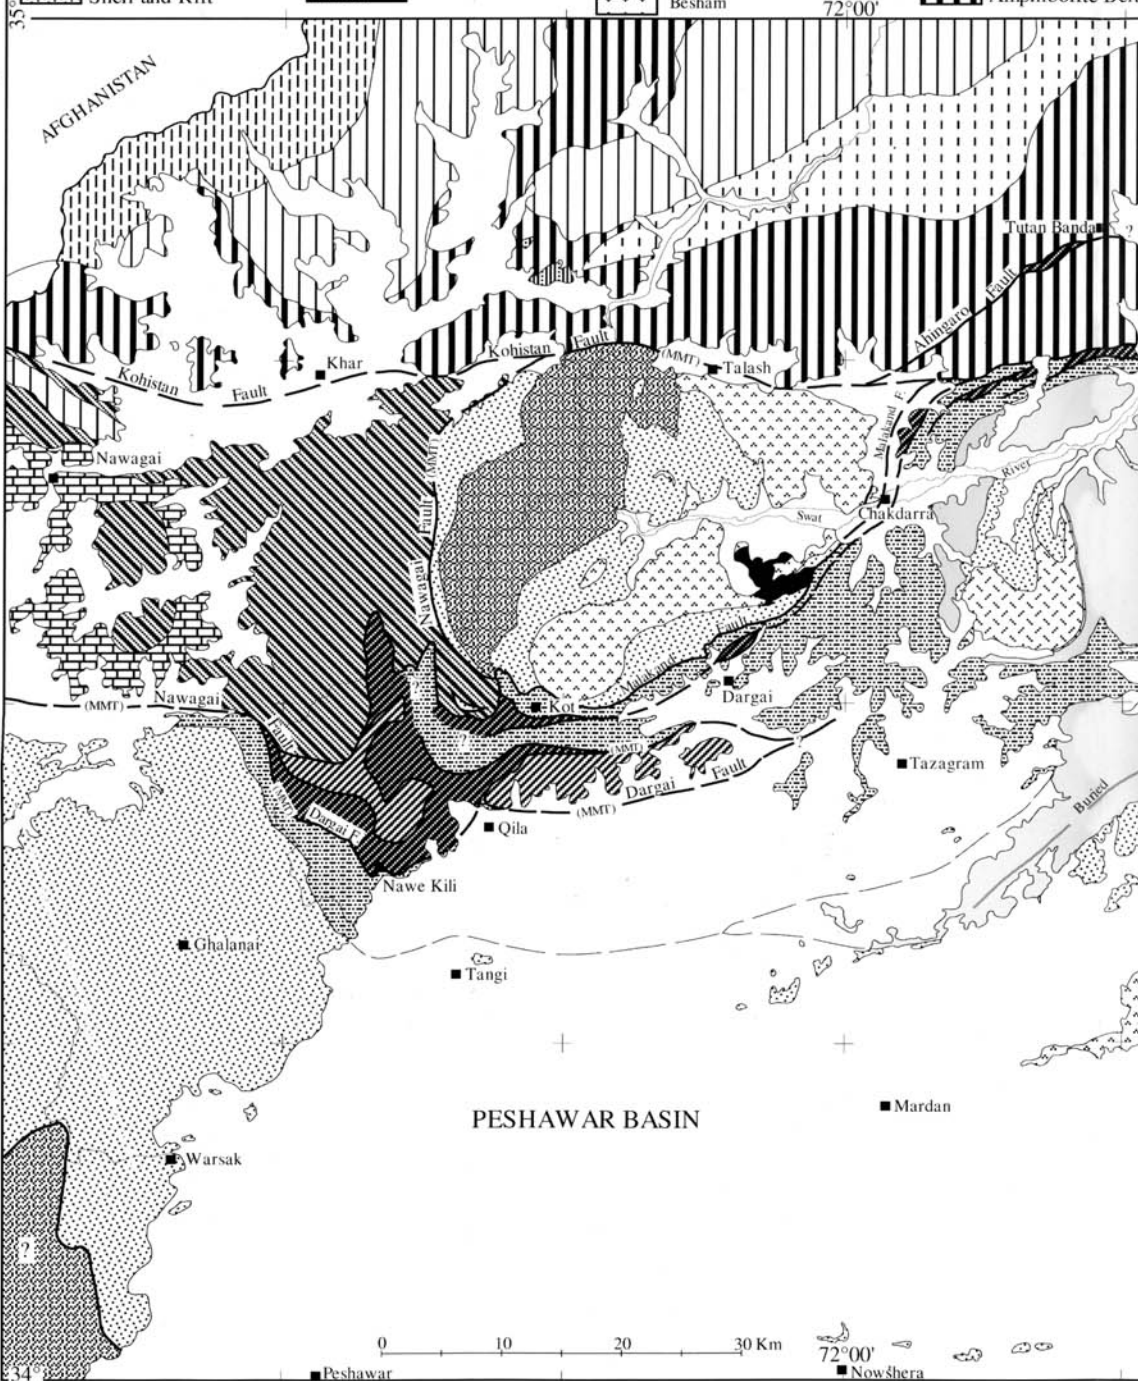 Shelf and Rift
Besham
Amphibolite Belt
35°
72°00'
AFGHANISTAN
Tutan Banda
?
Ahingaro Fault
Kohistan Fault
(MMT)
Talash
Khar
Kohistan
Fault
Malakand F.
Nawagai
(MMT)
River
Chakdarra
Swat
Nawagai Fault
Malakand Fault
Dargai
?
Kot
Nawagai
(MMT)
Fault
?
(MMT)
?
Tazagram
Dargai Fault
(MMT)
Buried
Dargai F.
Qila
Nawe Kili
Ghalanai
Tangi
Mardan
PESHAWAR BASIN
Warsak
?
0 10 20 30 Km
72°00'
34°
Peshawar
Nowshera